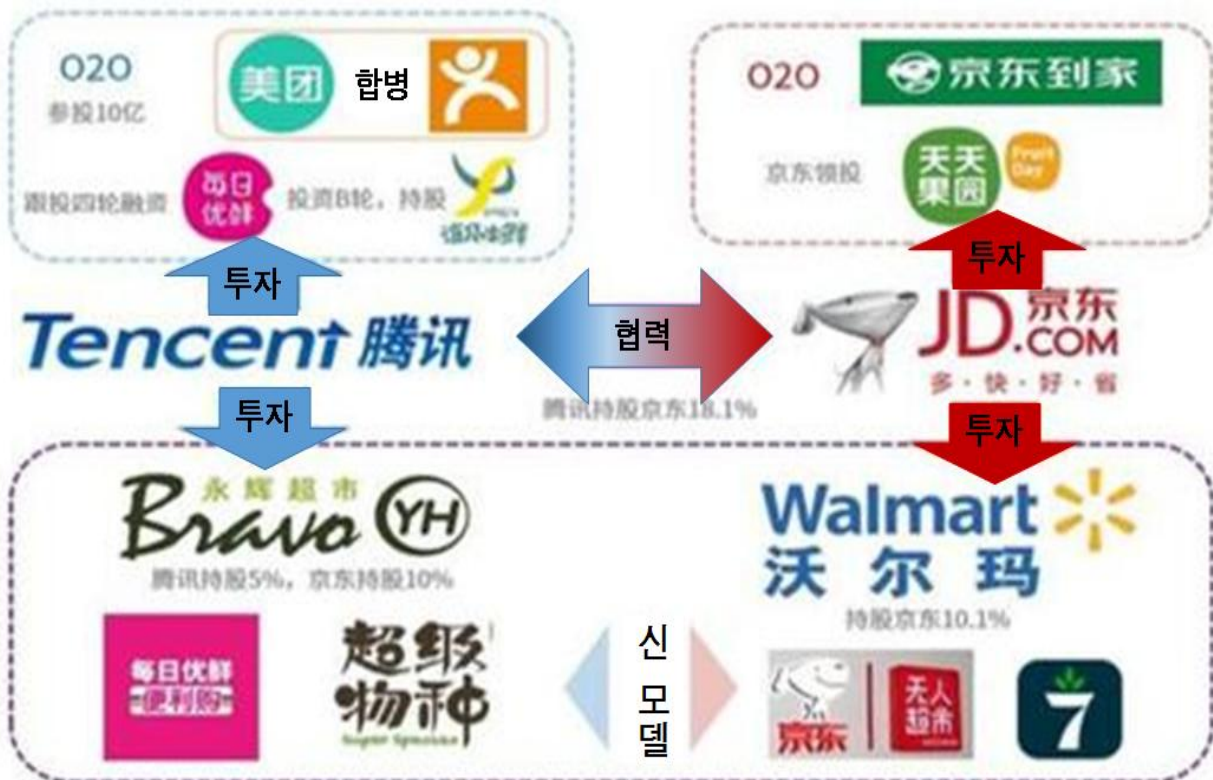 O2O
参投10亿
美团
합병
跟投四轮融资
每日
优鲜
投资B轮，持股
O2O
京东到家
京东领投
天天
果园
Fruit
Day
투자
투자
Tencent 腾讯
협력
JD.COM
京东
多·快·好·省
腾讯持股京东18.1%
투자
투자
永辉超市
Bravo YH
腾讯持股5%，京东持股10%
Walmart
沃尔玛
持股京东10.1%
每日优鲜
便利购
超级
物种
Super Species
신
모
델
京东
无人
超市
7